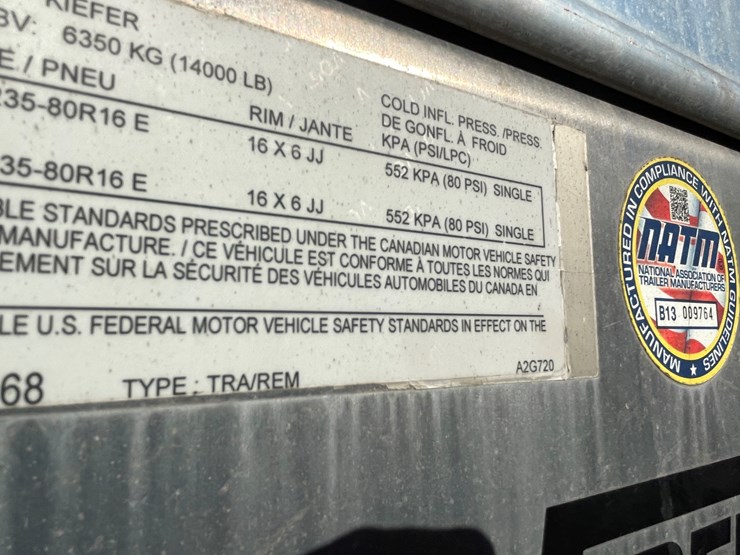 KIEFER
BV: 6350 KG (14000 LB)
E / PNEU RIM / JANTE COLD INFL. PRESS. /PRESS.
DE GONFL. À FROID
KPA (PSI/LPC)
235-80R16 E 16 X 6 JJ 552 KPA (80 PSI) SINGLE
35-80R16 E 16 X 6 JJ 552 KPA (80 PSI) SINGLE
BLE STANDARDS PRESCRIBED UNDER THE CANADIAN MOTOR VEHICLE SAFETY
MANUFACTURE. / CE VÉHICULE EST CONFORME À TOUTES LES NORMES QUI
EMENT SUR LA SÉCURITÉ DES VÉHICULES AUTOMOBILES DU CANADA EN
LE U.S. FEDERAL MOTOR VEHICLE SAFETY STANDARDS IN EFFECT ON THE
68 TYPE: TRA/REM A2G720
MANUFACTURED IN COMPLIANCE WITH NATM GUIDELINES
NATM
NATIONAL ASSOCIATION OF
TRAILER MANUFACTURERS
B13 009764